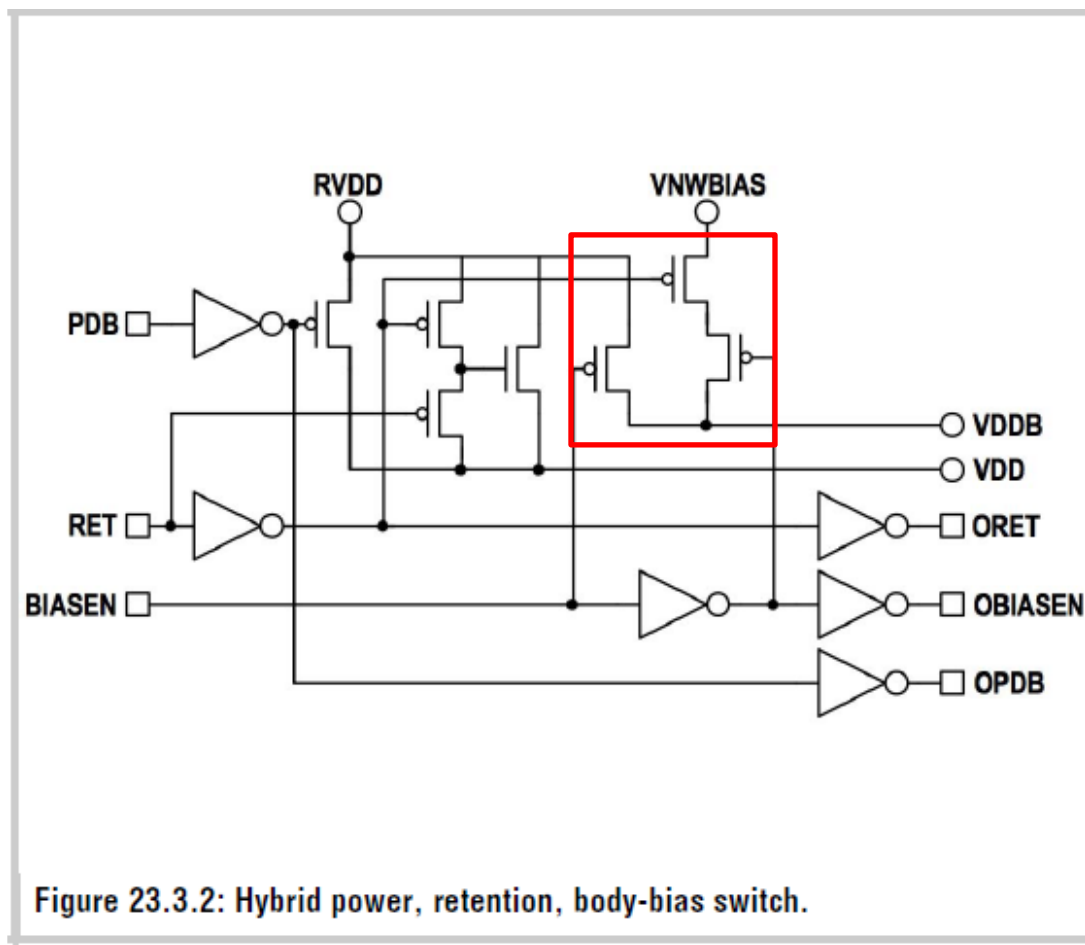 RVDD
VNWBIAS
PDB
VDDB
VDD
RET
ORET
BIASEN
OBIASEN
OPDB
Figure 23.3.2: Hybrid power, retention, body-bias switch.